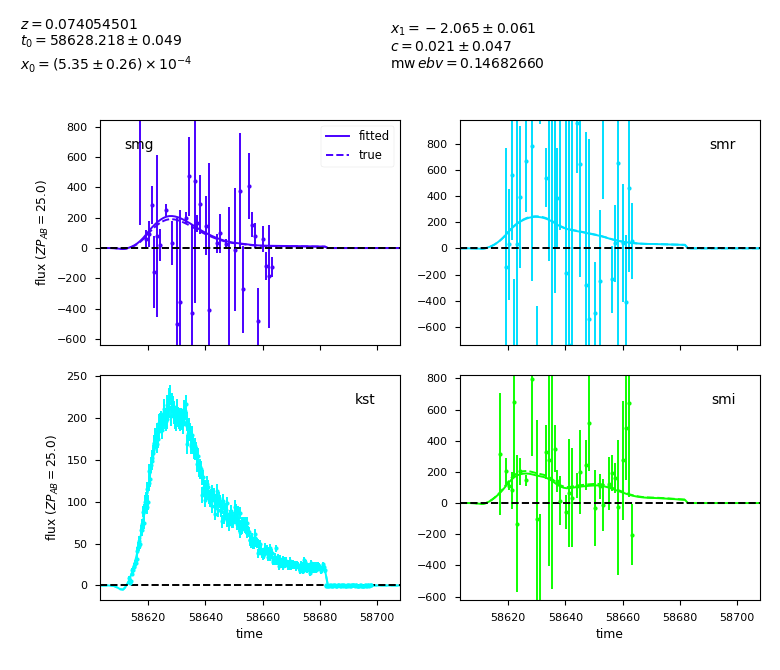 z = 0.074054501
t₀ = 58628.218 ± 0.049
x₀ = (5.35 ± 0.26) × 10⁻⁴
x₁ = −2.065 ± 0.061
c = 0.021 ± 0.047
mwebv = 0.14682660
smg
fitted
true
flux (ZP_AB = 25.0)
800
600
400
200
0
−200
−400
−600
smr
800
600
400
200
0
−200
−400
−600
kst
flux (ZP_AB = 25.0)
250
200
150
100
50
0
58620
58640
58660
58680
58700
time
smi
800
600
400
200
0
−200
−400
−600
58620
58640
58660
58680
58700
time